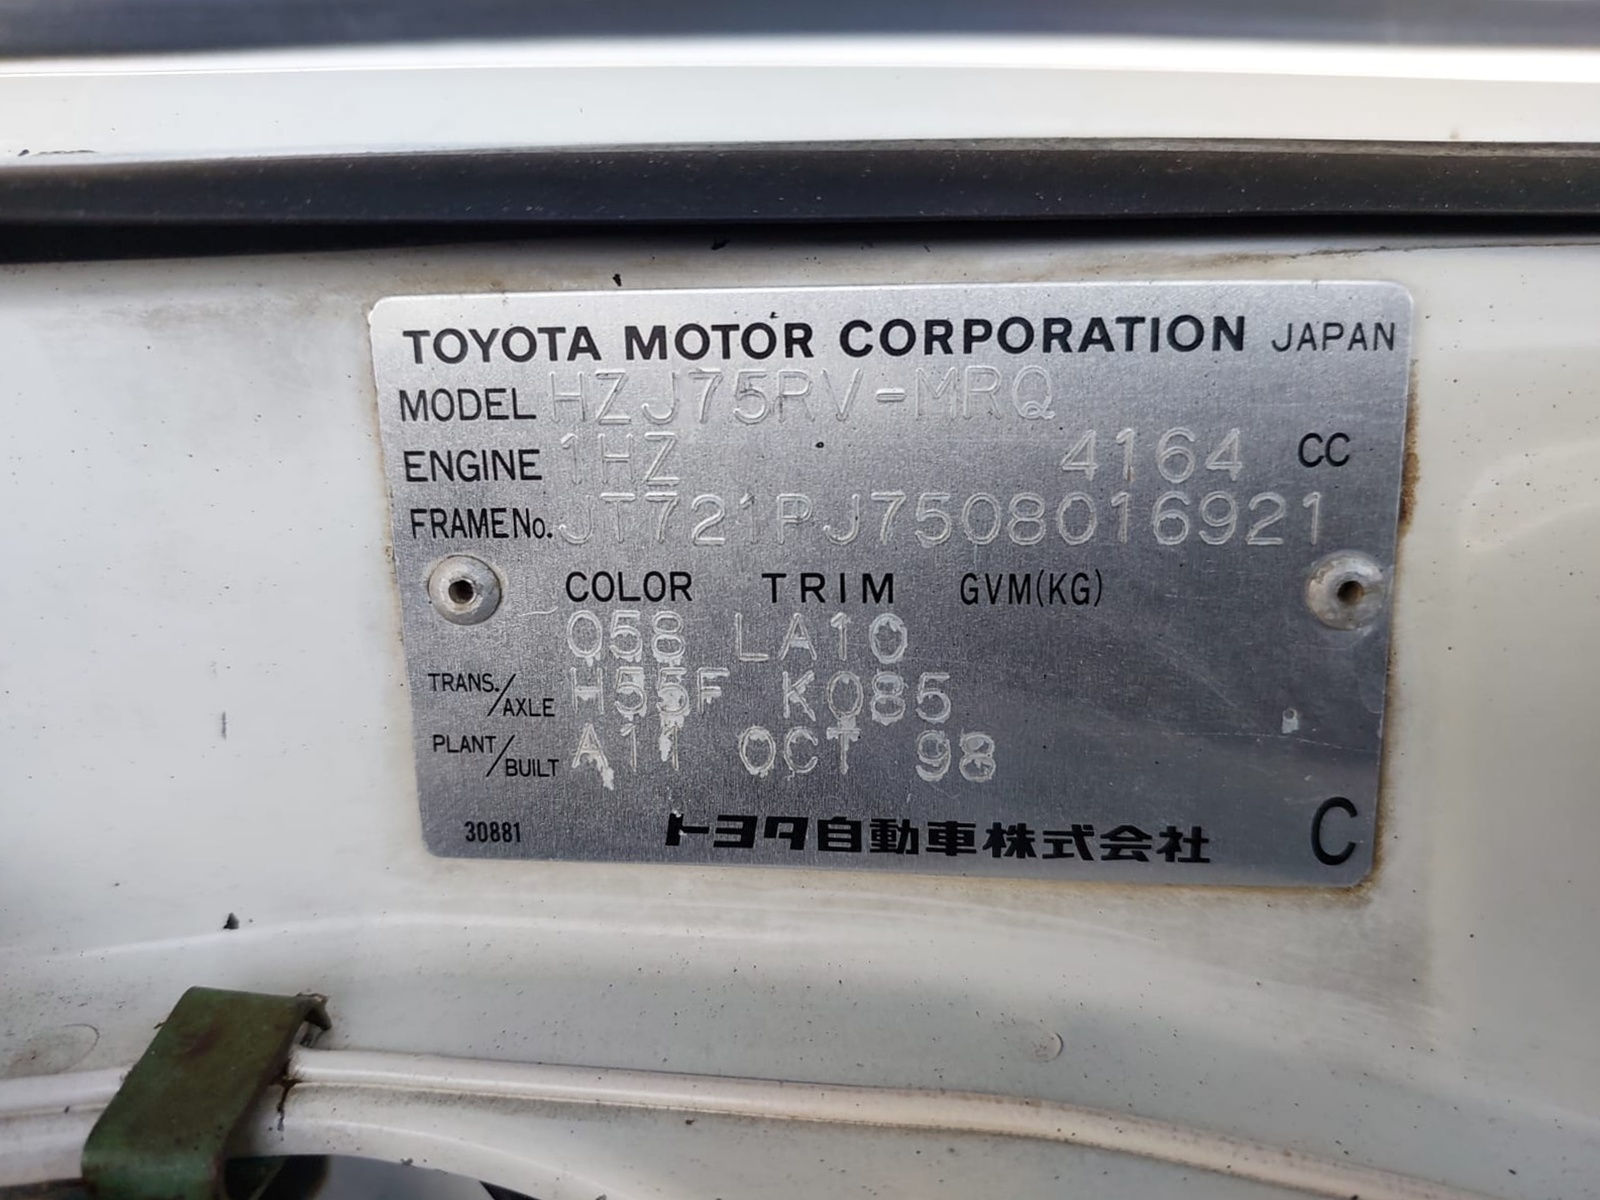 TOYOTA MOTOR CORPORATION JAPAN
MODEL HZJ75RV-MRQ
ENGINE 1HZ 4164 CC
FRAME No. JT721PJ7508016921
COLOR TRIM GVM(KG)
058 LA10
TRANS./AXLE H55F K085
PLANT/BUILT A11 OCT 98
30881 トヨタ自動車株式会社 C